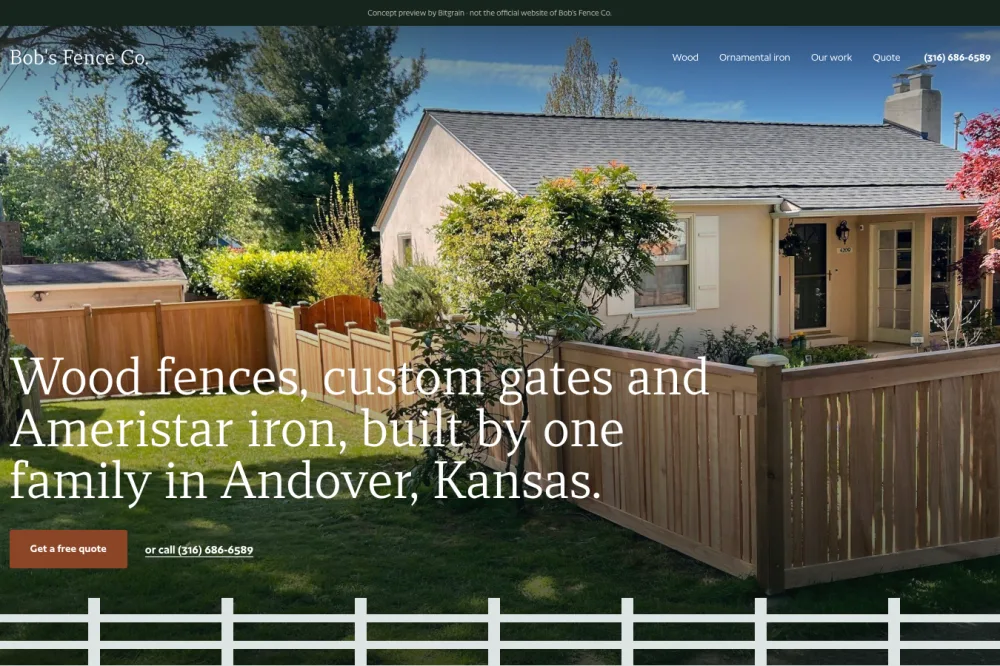 Concept preview by Bitgrain · not the official website of Bob's Fence Co.
Bob's Fence Co.
Wood Ornamental iron Our work Quote (316) 686-6589
Wood fences, custom gates and
Ameristar iron, built by one
family in Andover, Kansas.
Get a free quote or call (316) 686-6589